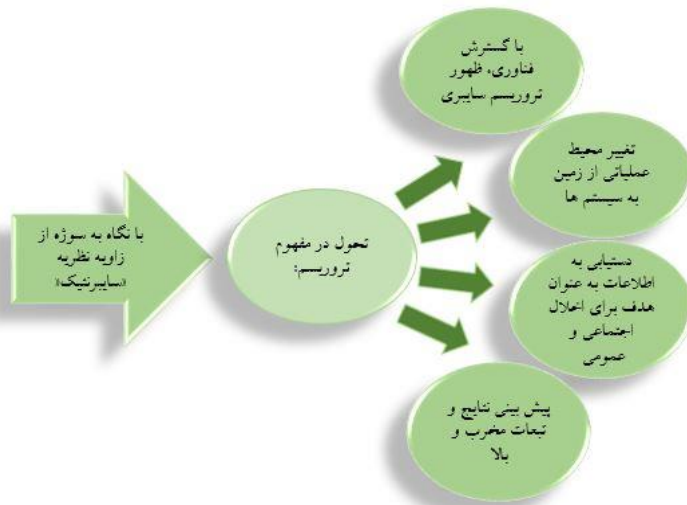 با گسترش
فناوری، ظهور
تروریسم سایبری
تغییر محیط
عملیاتی از زمین
به سیستم ها
با نگاه به سوژه از
زاویه نظریه
«سایبرنتیک«
تحول در مفهوم
تروریسم:
دستیابی به
اطلاعات به عنوان
هدف برای اخلال
اجتماعی و
عمومی
پیش بینی نتایج و
تبعات مخرب و
بالا